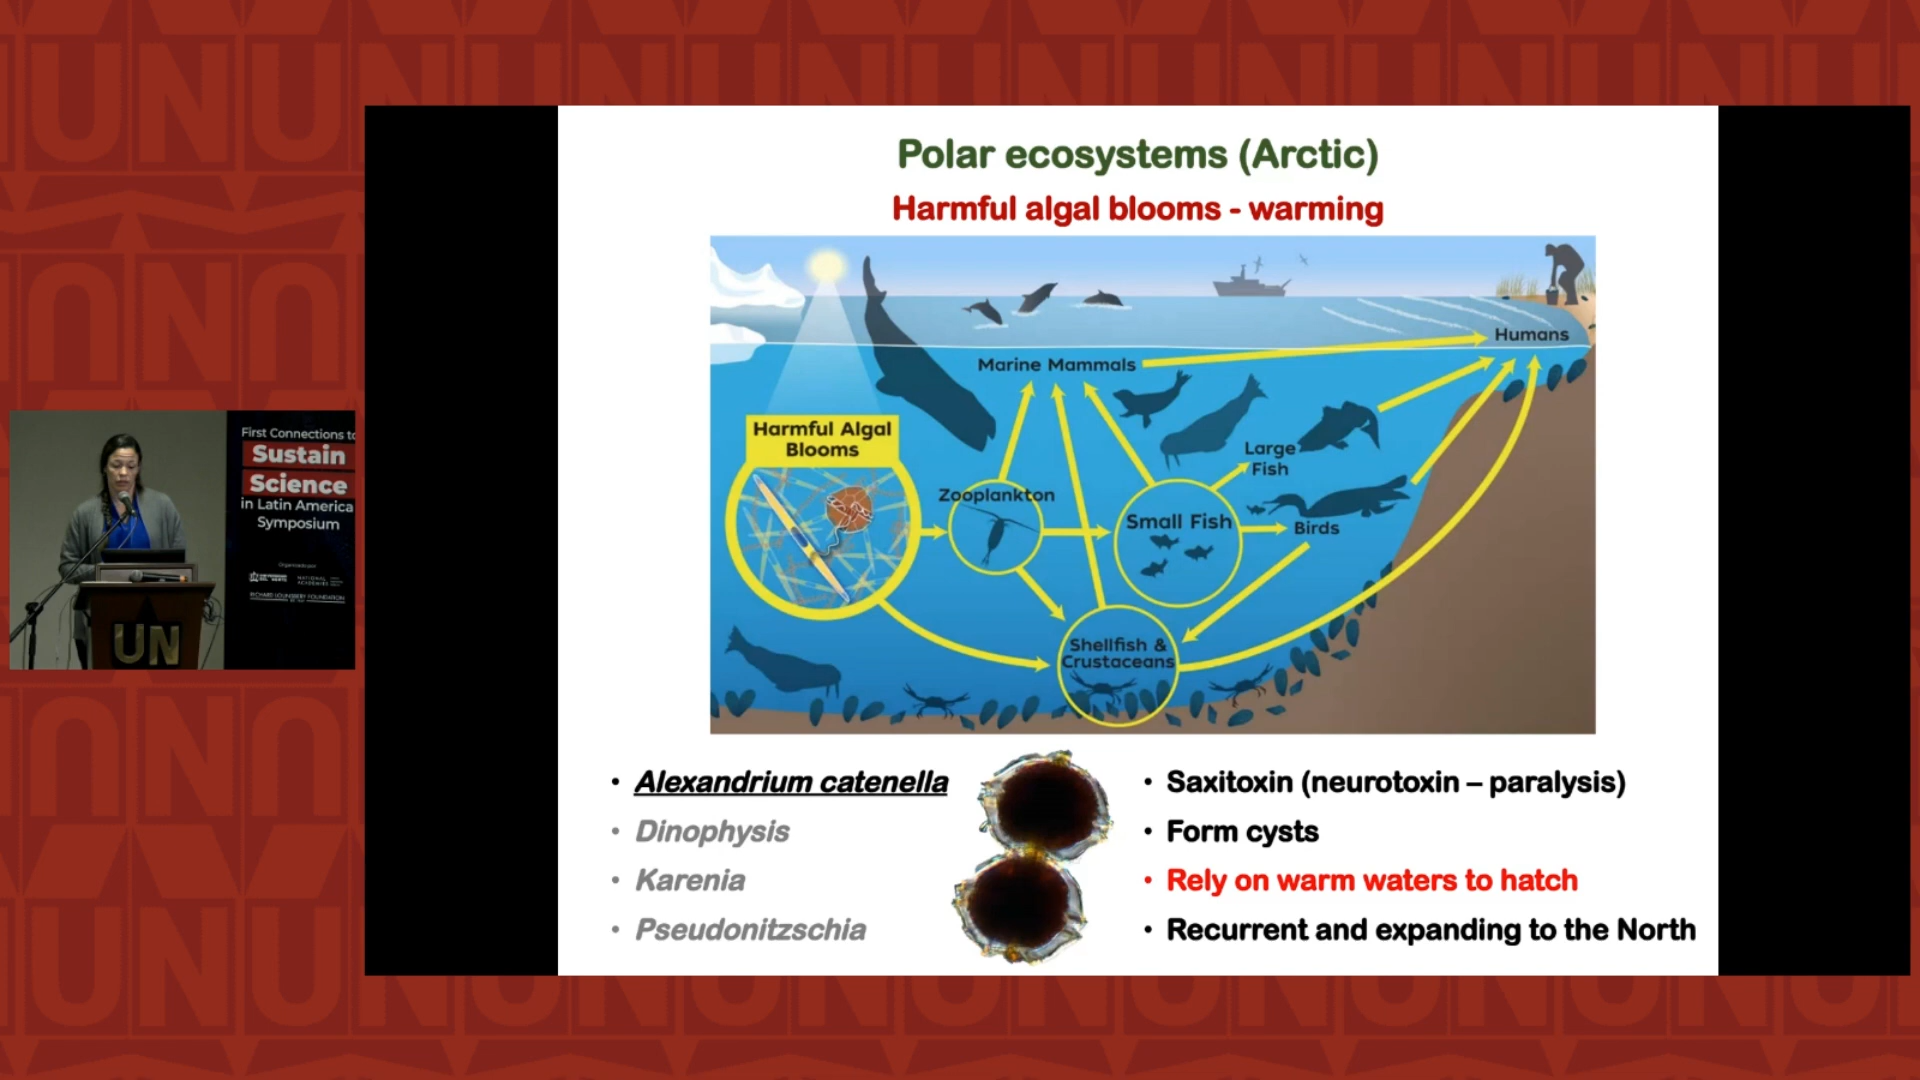 First Connections to
Sustain
Science
in Latin America
Symposium
Organizado por:
RICHARD LOUNSBERY FOUNDATION
UN
Polar ecosystems (Arctic)
Harmful algal blooms - warming
Humans
Marine Mammals
Harmful Algal
Blooms
Large
Fish
Zooplankton
Small Fish
Birds
Shellfish &
Crustaceans
• Alexandrium catenella
• Dinophysis
• Karenia
• Pseudonitzschia
• Saxitoxin (neurotoxin – paralysis)
• Form cysts
• Rely on warm waters to hatch
• Recurrent and expanding to the North